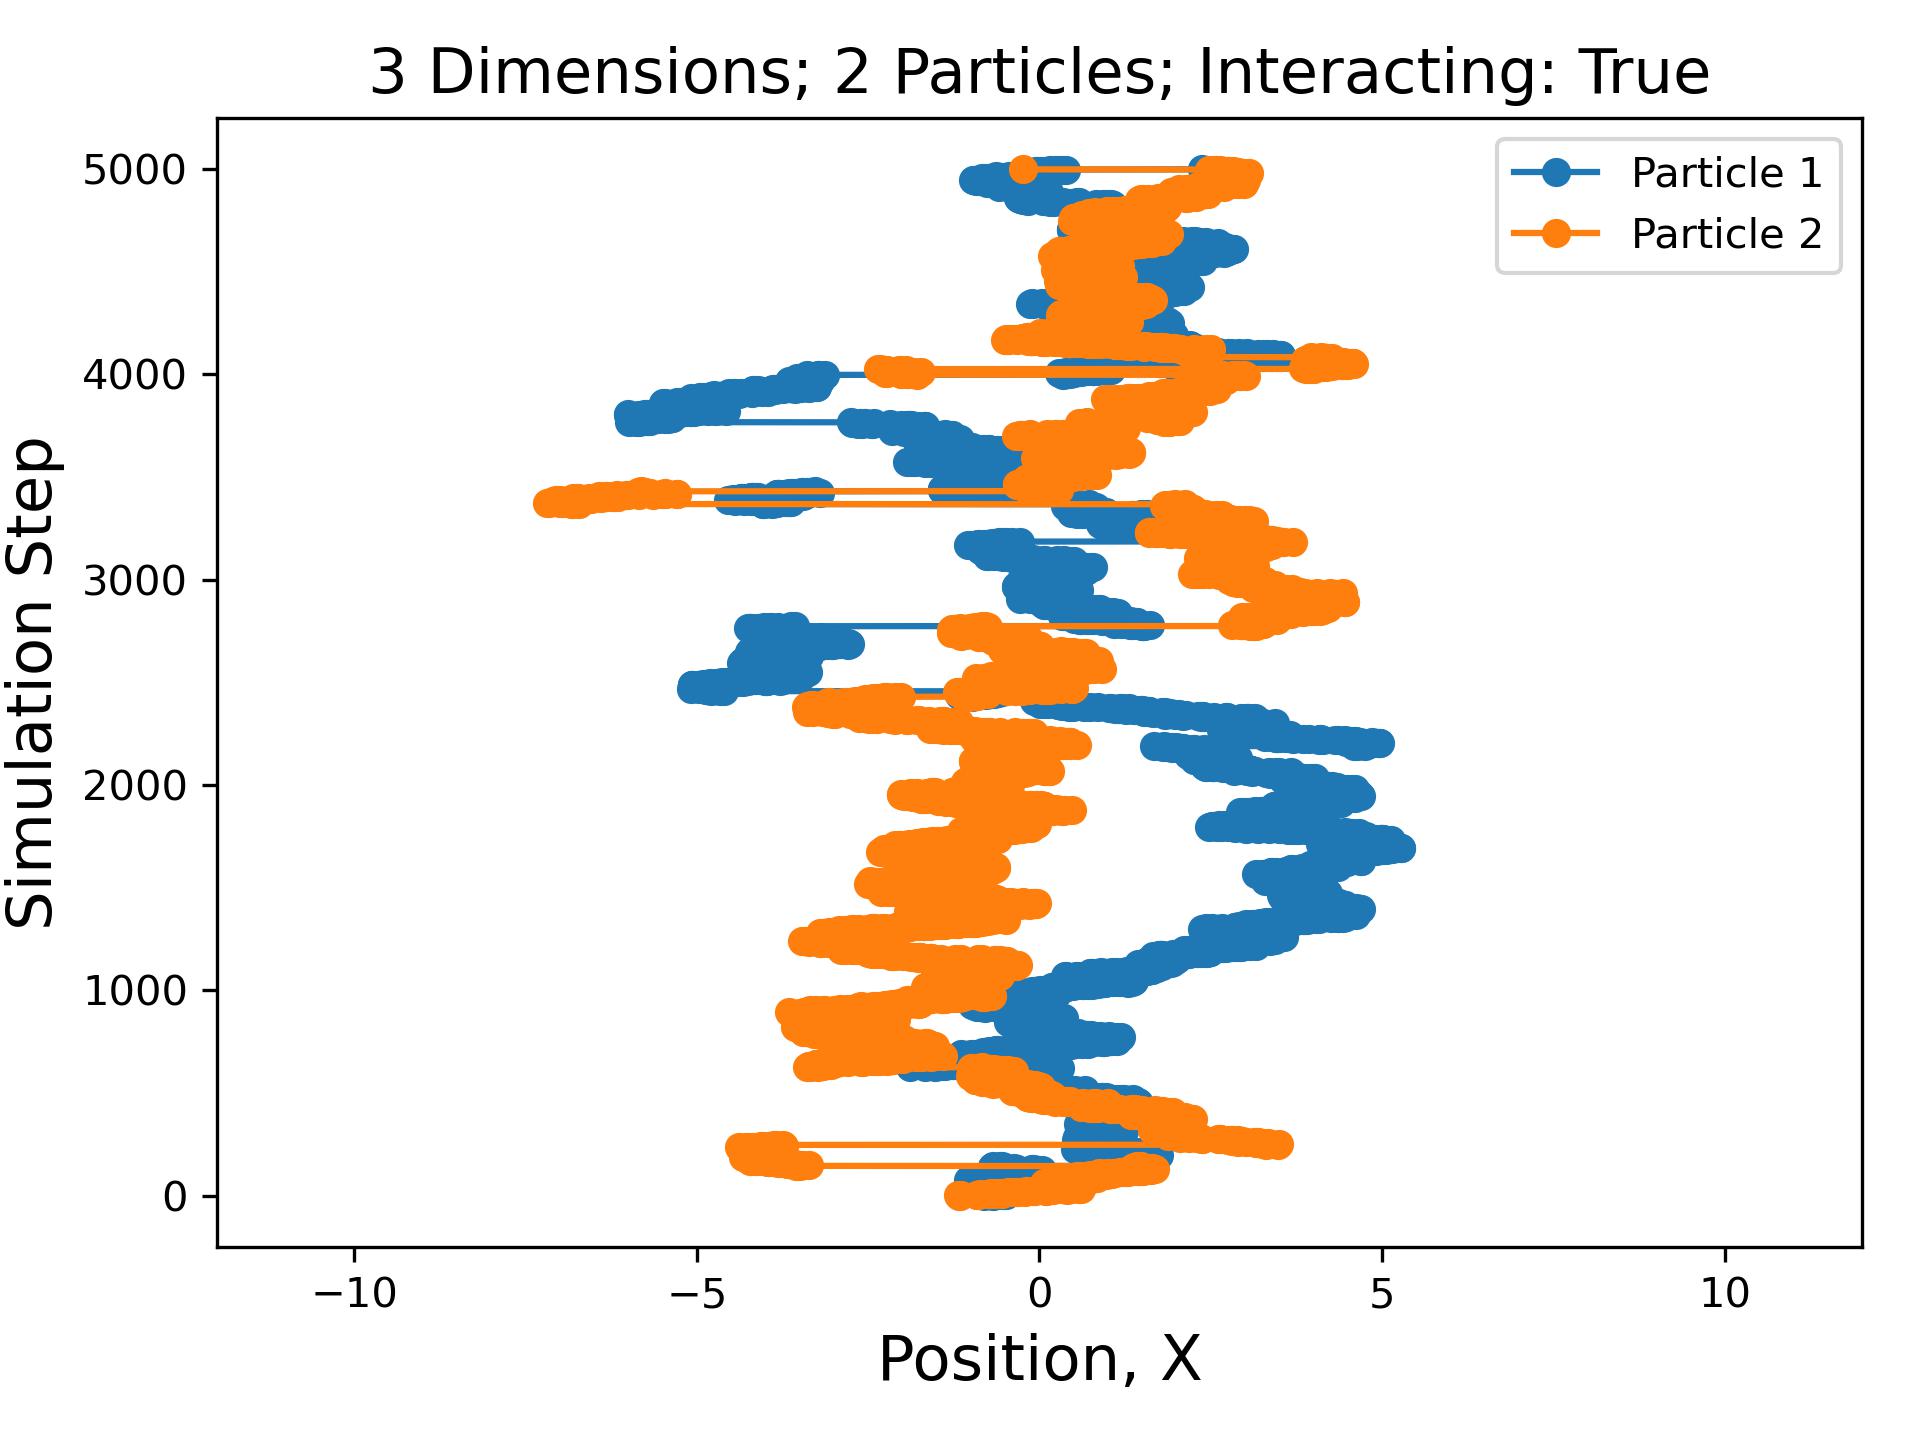 3 Dimensions; 2 Particles; Interacting: True
Particle 1
Particle 2
5000
4000
3000
2000
1000
0
Simulation Step
−10
−5
0
5
10
Position, X